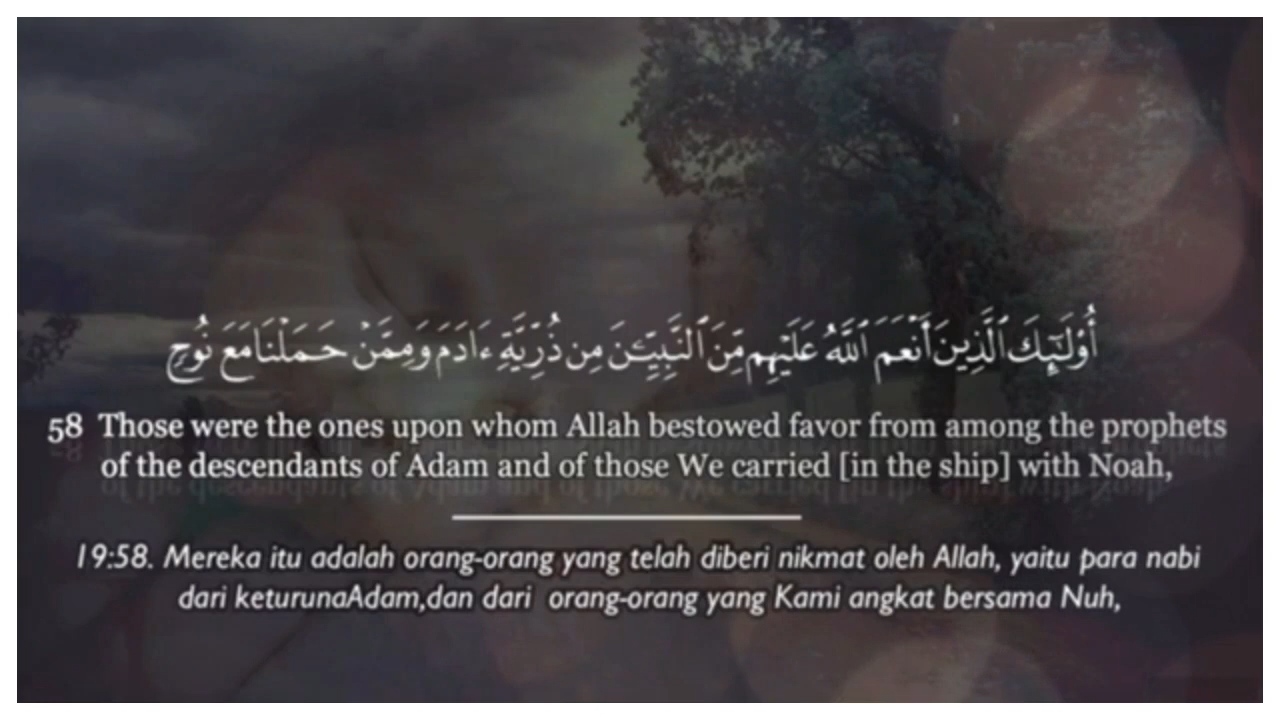 أُو۟لَـٰٓئِكَ ٱلَّذِينَ أَنْعَمَ ٱللَّهُ عَلَيْهِم مِّنَ ٱلنَّبِيِّـۧنَ مِن ذُرِّيَّةِ ءَادَمَ وَمِمَّنْ حَمَلْنَا مَعَ نُوحٍ
58 Those were the ones upon whom Allah bestowed favor from among the prophets
of the descendants of Adam and of those We carried [in the ship] with Noah,
19:58. Mereka itu adalah orang-orang yang telah diberi nikmat oleh Allah, yaitu para nabi
dari keturunaAdam,dan dari orang-orang yang Kami angkat bersama Nuh,